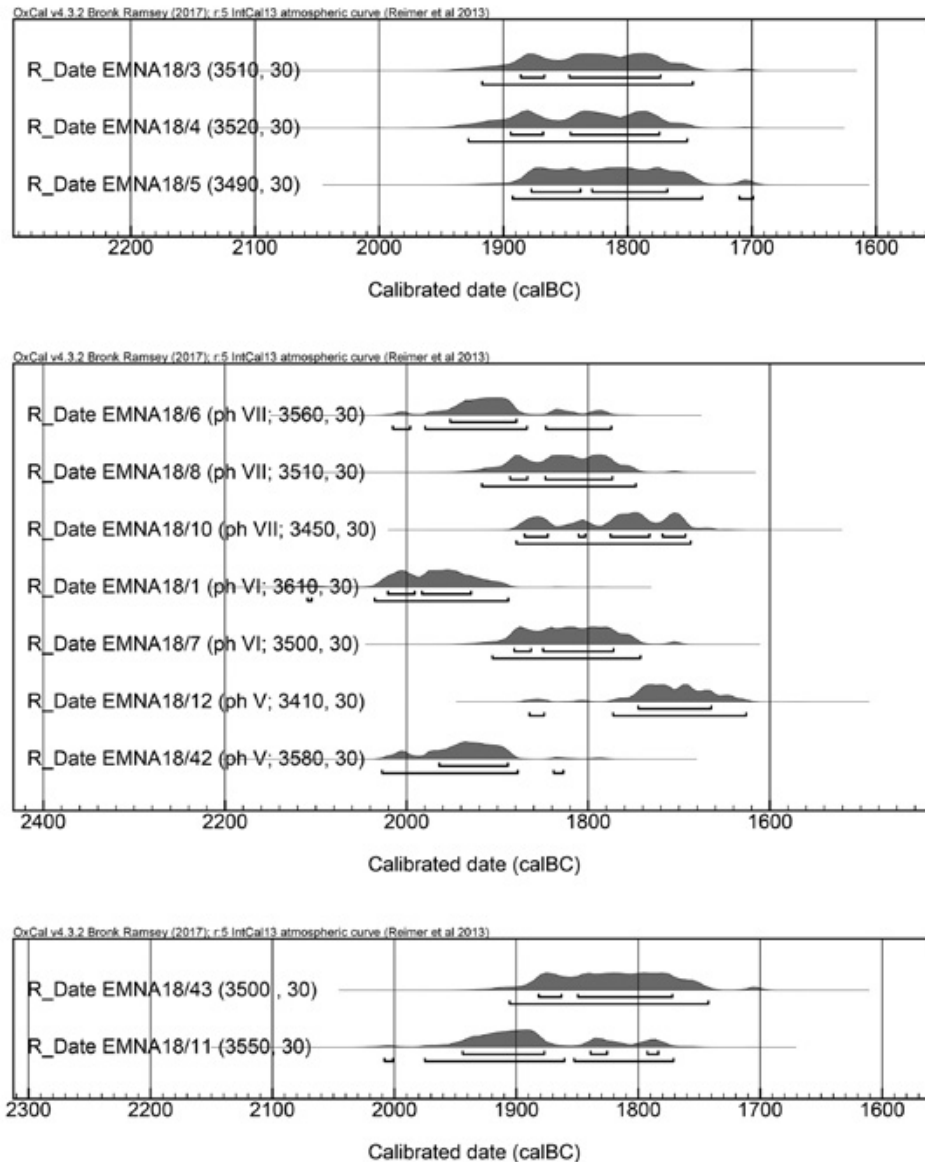 OxCal v4.3.2 Bronk Ramsey (2017); r:5 IntCal13 atmospheric curve (Reimer et al 2013)
R_Date EMNA18/3 (3510, 30)
R_Date EMNA18/4 (3520, 30)
R_Date EMNA18/5 (3490, 30)
2200 2100 2000 1900 1800 1700 1600
Calibrated date (calBC)
OxCal v4.3.2 Bronk Ramsey (2017); r:5 IntCal13 atmospheric curve (Reimer et al 2013)
R_Date EMNA18/6 (ph VII; 3560, 30)
R_Date EMNA18/8 (ph VII; 3510, 30)
R_Date EMNA18/10 (ph VII; 3450, 30)
R_Date EMNA18/1 (ph VI; 3610, 30)
R_Date EMNA18/7 (ph VI; 3500, 30)
R_Date EMNA18/12 (ph V; 3410, 30)
R_Date EMNA18/42 (ph V; 3580, 30)
2400 2200 2000 1800 1600
Calibrated date (calBC)
OxCal v4.3.2 Bronk Ramsey (2017); r:5 IntCal13 atmospheric curve (Reimer et al 2013)
R_Date EMNA18/43 (3500 , 30)
R_Date EMNA18/11 (3550, 30)
2300 2200 2100 2000 1900 1800 1700 1600
Calibrated date (calBC)